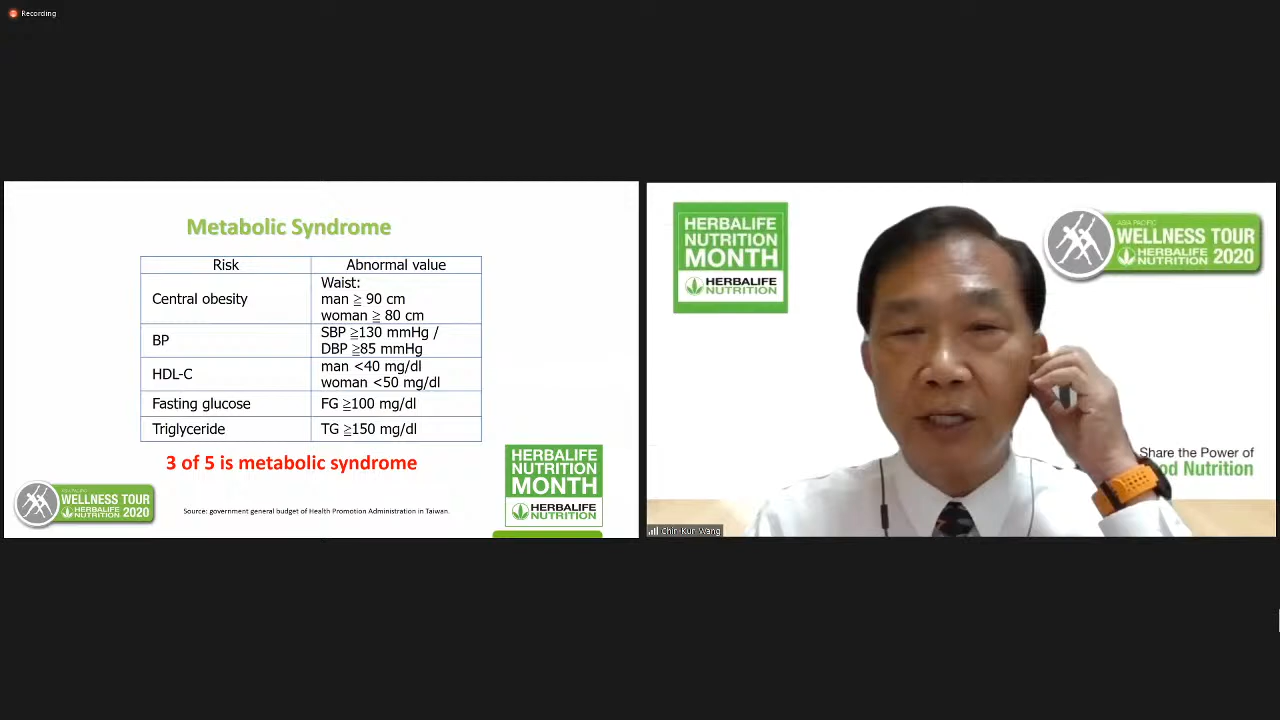 Recording
Metabolic Syndrome
Risk
Abnormal value
Central obesity
Waist:
man ≧ 90 cm
woman ≧ 80 cm
BP
SBP ≧130 mmHg /
DBP ≧85 mmHg
HDL-C
man <40 mg/dl
woman <50 mg/dl
Fasting glucose
FG ≧100 mg/dl
Triglyceride
TG ≧150 mg/dl
3 of 5 is metabolic syndrome
ASIA PACIFIC
WELLNESS TOUR
HERBALIFE
NUTRITION
2020
Source: government general budget of Health Promotion Administration in Taiwan.
HERBALIFE
NUTRITION
MONTH
HERBALIFE
NUTRITION
HERBALIFE
NUTRITION
MONTH
HERBALIFE
NUTRITION
ASIA PACIFIC
WELLNESS TOUR
HERBALIFE
NUTRITION
2020
Share the Power of
Nutrition
Chin-Kun Wang